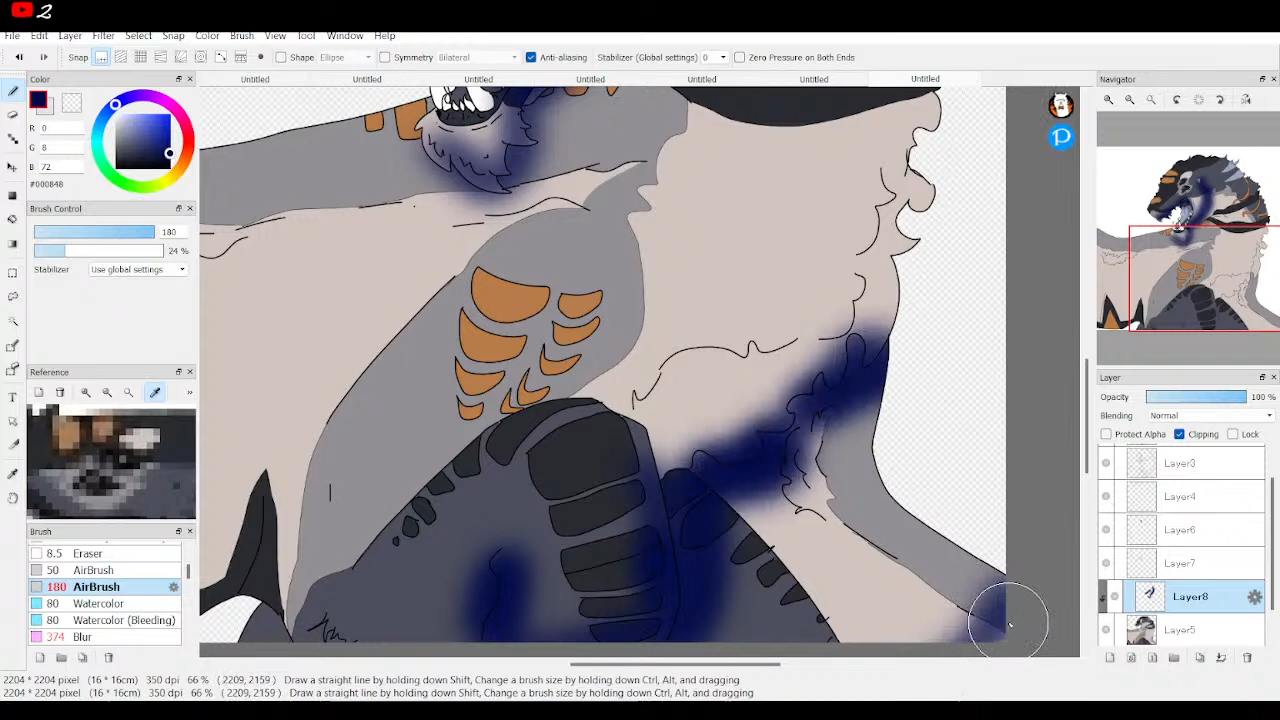 2
File Edit Layer Filter Select Snap Color Brush View Tool Window Help
Snap Shape Ellipse Symmetry Bilateral Anti-aliasing Stabilizer (Global settings) 0 Zero Pressure on Both Ends
Color
Untitled Untitled Untitled Untitled Untitled Untitled Untitled
Navigator
R 0
G 8
B 72
#000848
Brush Control
180
24 %
Stabilizer Use global settings
Reference
Layer
Opacity 100 %
Blending Normal
Protect Alpha Clipping Lock
Layer3
Layer4
Layer6
Layer7
Layer8
Layer5
Brush
8.5 Eraser
50 AirBrush
180 AirBrush
80 Watercolor
80 Watercolor (Bleeding)
374 Blur
2204 * 2204 pixel (16 * 16cm) 350 dpi 66 % ( 2209, 2159 ) Draw a straight line by holding down Shift, Change a brush size by holding down Ctrl, Alt, and dragging
2204 * 2204 pixel (16 * 16cm) 350 dpi 66 % ( 2209, 2159 ) Draw a straight line by holding down Shift, Change a brush size by holding down Ctrl, Alt, and dragging